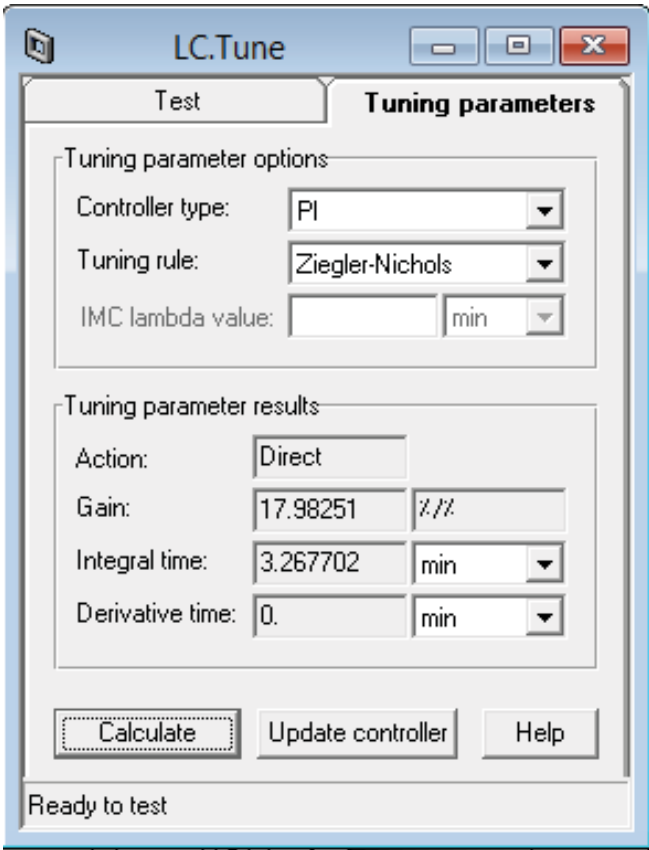 LC.Tune
Test
Tuning parameters
Tuning parameter options
Controller type: PI
Tuning rule: Ziegler-Nichols
IMC lambda value: min
Tuning parameter results
Action: Direct
Gain: 17.98251 %/%
Integral time: 3.267702 min
Derivative time: 0. min
Calculate Update controller Help
Ready to test